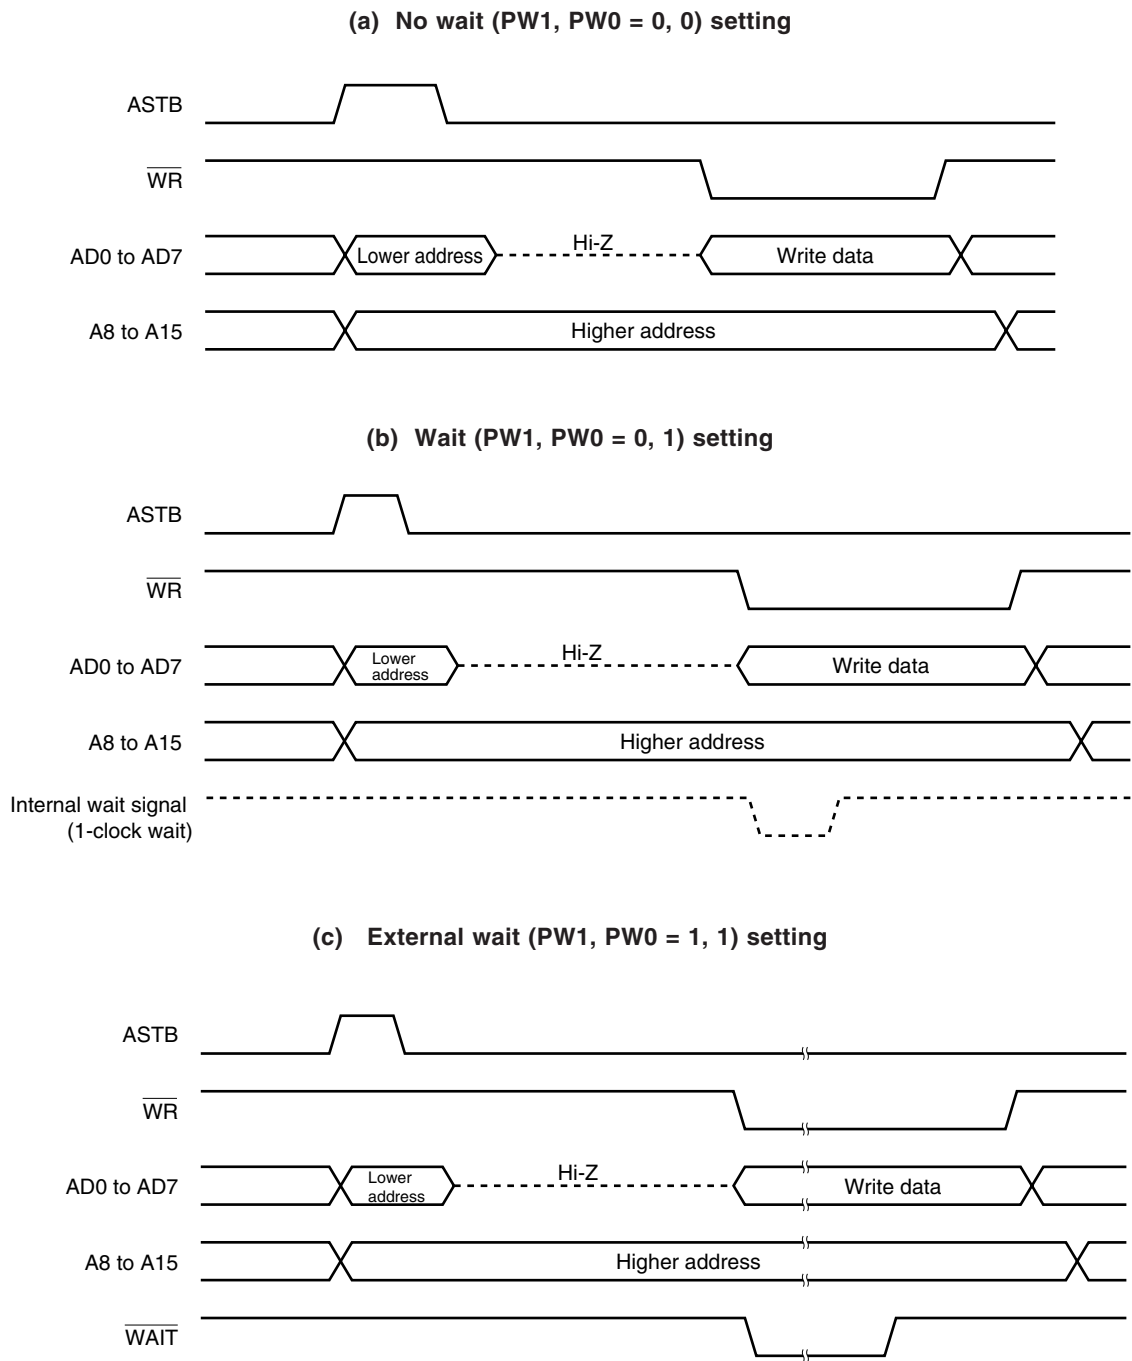 (a) No wait (PW1, PW0 = 0, 0) setting
ASTB
WR
AD0 to AD7
Lower address
Hi-Z
Write data
A8 to A15
Higher address
(b) Wait (PW1, PW0 = 0, 1) setting
ASTB
WR
AD0 to AD7
Lower
address
Hi-Z
Write data
A8 to A15
Higher address
Internal wait signal
(1-clock wait)
(c) External wait (PW1, PW0 = 1, 1) setting
ASTB
WR
AD0 to AD7
Lower
address
Hi-Z
Write data
A8 to A15
Higher address
WAIT